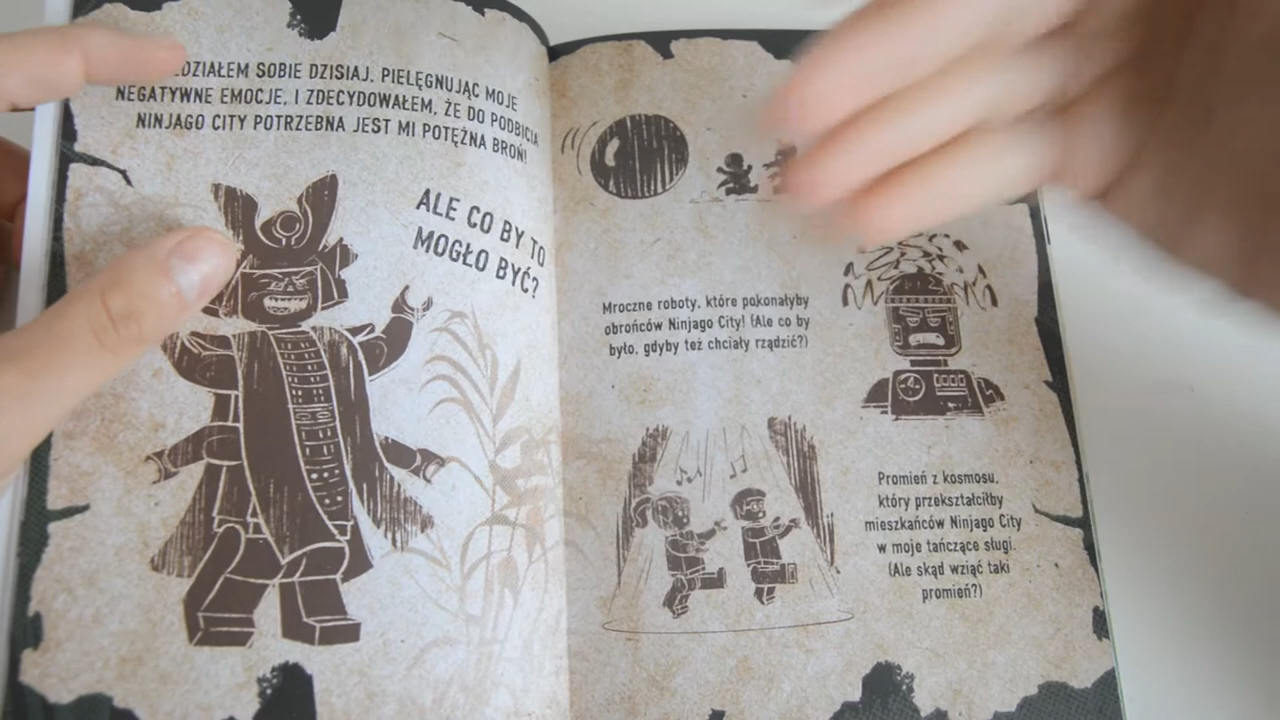 DZIAŁEM SOBIE DZISIAJ, PIELĘGNUJĄC MOJE
NEGATYWNE EMOCJE, I ZDECYDOWAŁEM, ŻE DO PODBICIA
NINJAGO CITY POTRZEBNA JEST MI POTĘŻNA BROŃ!
ALE CO BY TO
MOGŁO BYĆ?
Mroczne roboty, które pokonałyby
obrońców Ninjago City! (Ale co by
było, gdyby też chciały rządzić?)
Promień z kosmosu,
który przekształciłby
mieszkańców Ninjago City
w moje tańczące sługi.
(Ale skąd wziąć taki
promień?)